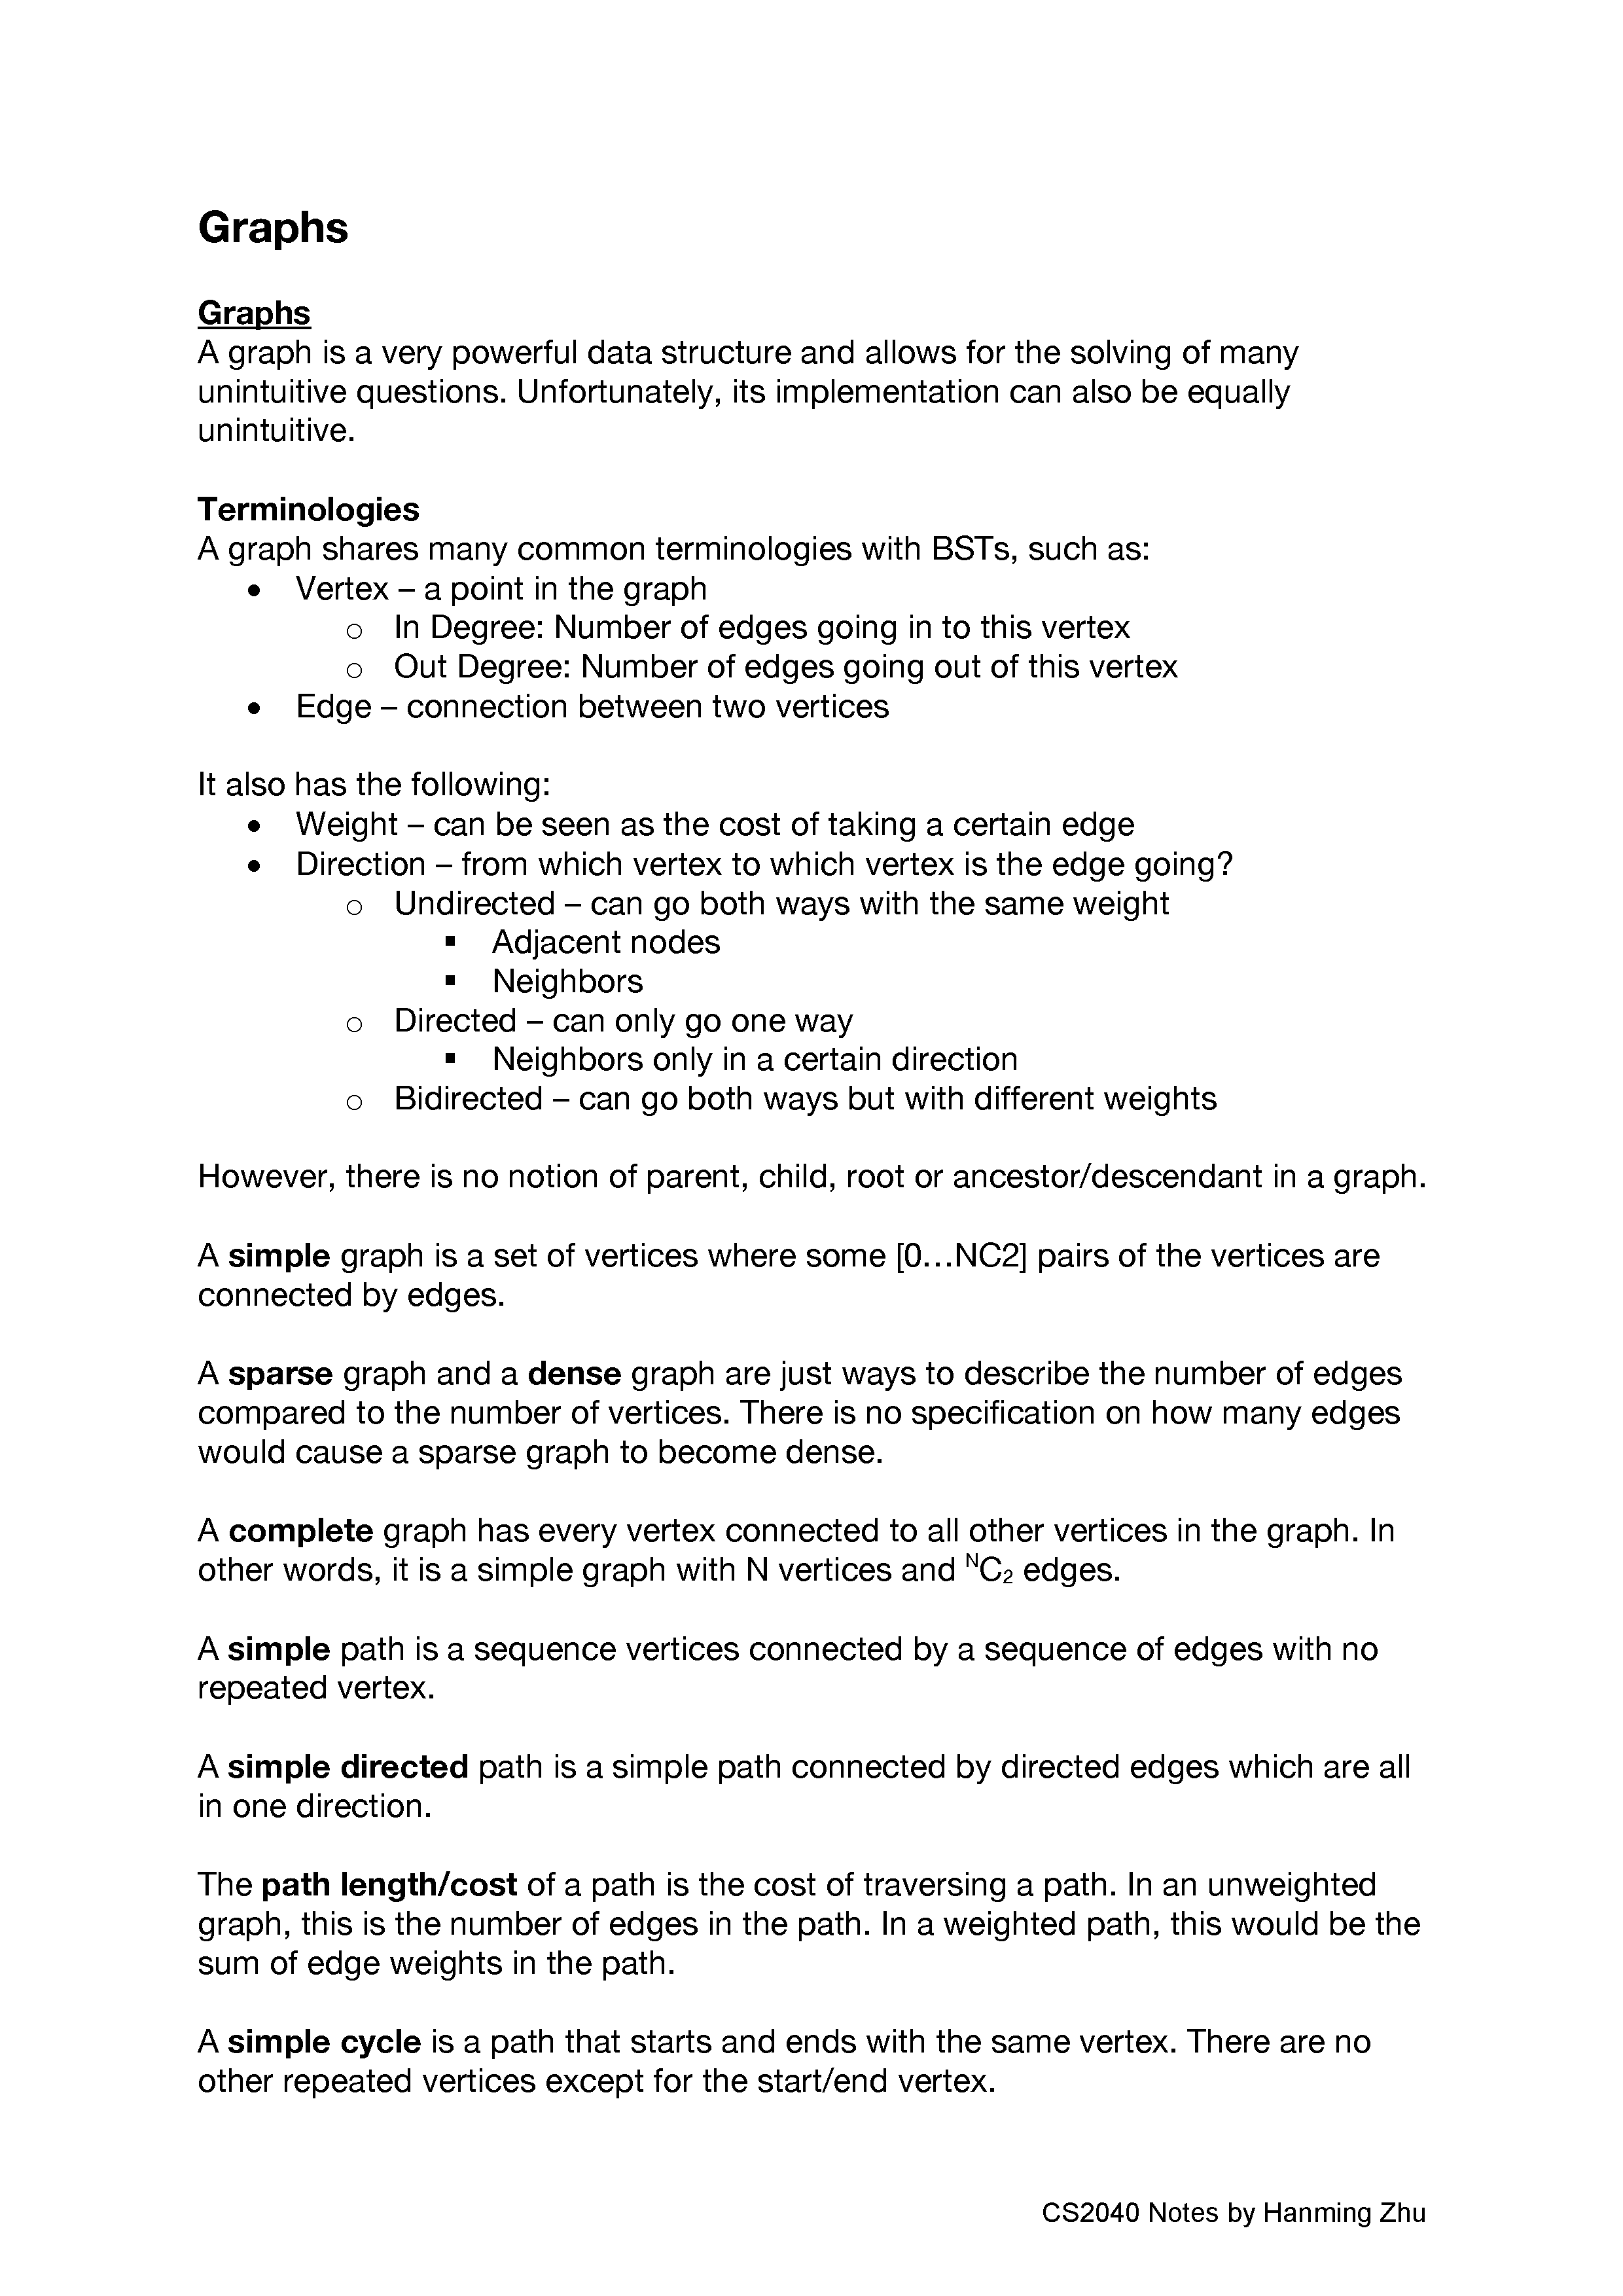 Graphs
Graphs
A graph is a very powerful data structure and allows for the solving of many
unintuitive questions. Unfortunately, its implementation can also be equally
unintuitive.
Terminologies
A graph shares many common terminologies with BSTs, such as:
• Vertex – a point in the graph
o In Degree: Number of edges going in to this vertex
o Out Degree: Number of edges going out of this vertex
• Edge – connection between two vertices
It also has the following:
• Weight – can be seen as the cost of taking a certain edge
• Direction – from which vertex to which vertex is the edge going?
o Undirected – can go both ways with the same weight
▪ Adjacent nodes
▪ Neighbors
o Directed – can only go one way
▪ Neighbors only in a certain direction
o Bidirected – can go both ways but with different weights
However, there is no notion of parent, child, root or ancestor/descendant in a graph.
A simple graph is a set of vertices where some [0…NC2] pairs of the vertices are
connected by edges.
A sparse graph and a dense graph are just ways to describe the number of edges
compared to the number of vertices. There is no specification on how many edges
would cause a sparse graph to become dense.
A complete graph has every vertex connected to all other vertices in the graph. In
other words, it is a simple graph with N vertices and ᴺC₂ edges.
A simple path is a sequence vertices connected by a sequence of edges with no
repeated vertex.
A simple directed path is a simple path connected by directed edges which are all
in one direction.
The path length/cost of a path is the cost of traversing a path. In an unweighted
graph, this is the number of edges in the path. In a weighted path, this would be the
sum of edge weights in the path.
A simple cycle is a path that starts and ends with the same vertex. There are no
other repeated vertices except for the start/end vertex.
CS2040 Notes by Hanming Zhu